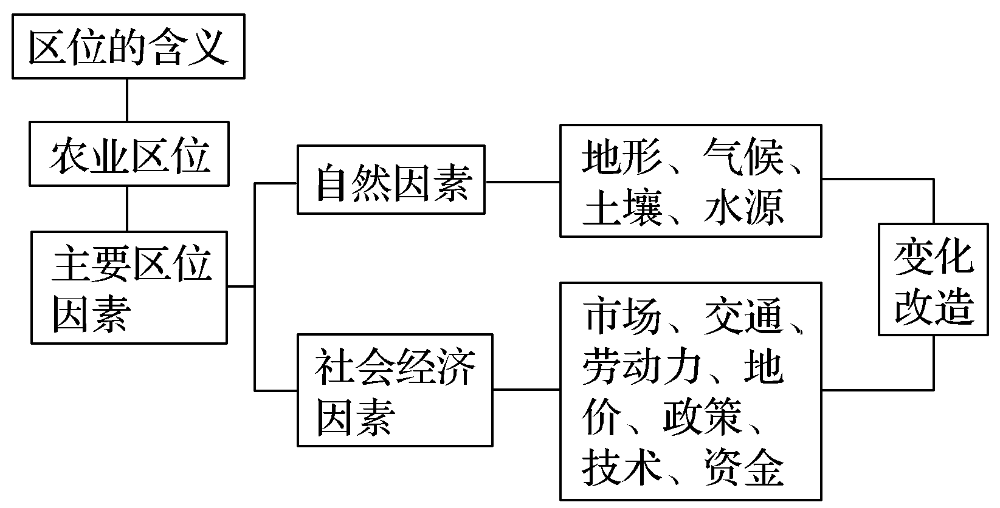 区位的含义
农业区位
主要区位
因素
自然因素
地形、气候、
土壤、水源
社会经济
因素
市场、交通、
劳动力、地
价、政策、
技术、资金
变化
改造